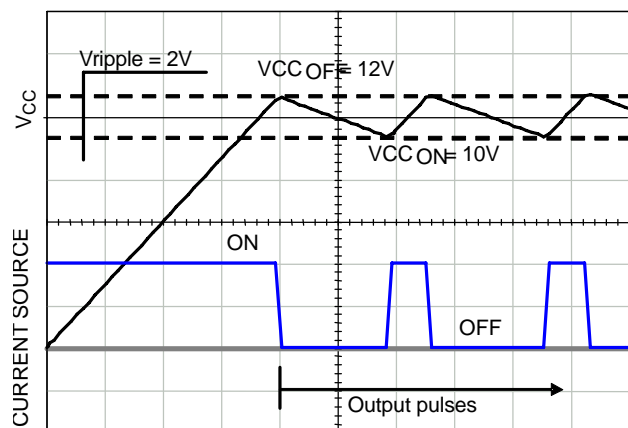 Vripple = 2V
VCC OFF = 12V
VCC
VCC ON = 10V
ON
CURRENT SOURCE
OFF
Output pulses